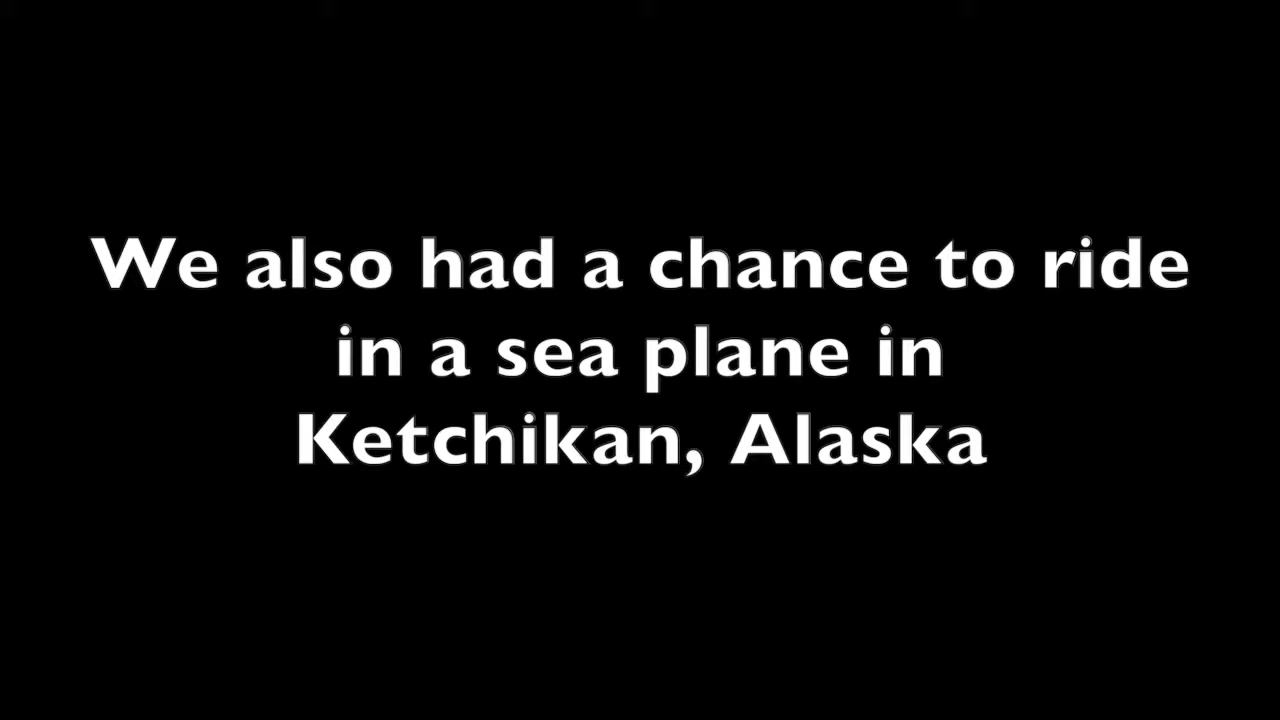 We also had a chance to ride
in a sea plane in
Ketchikan, Alaska